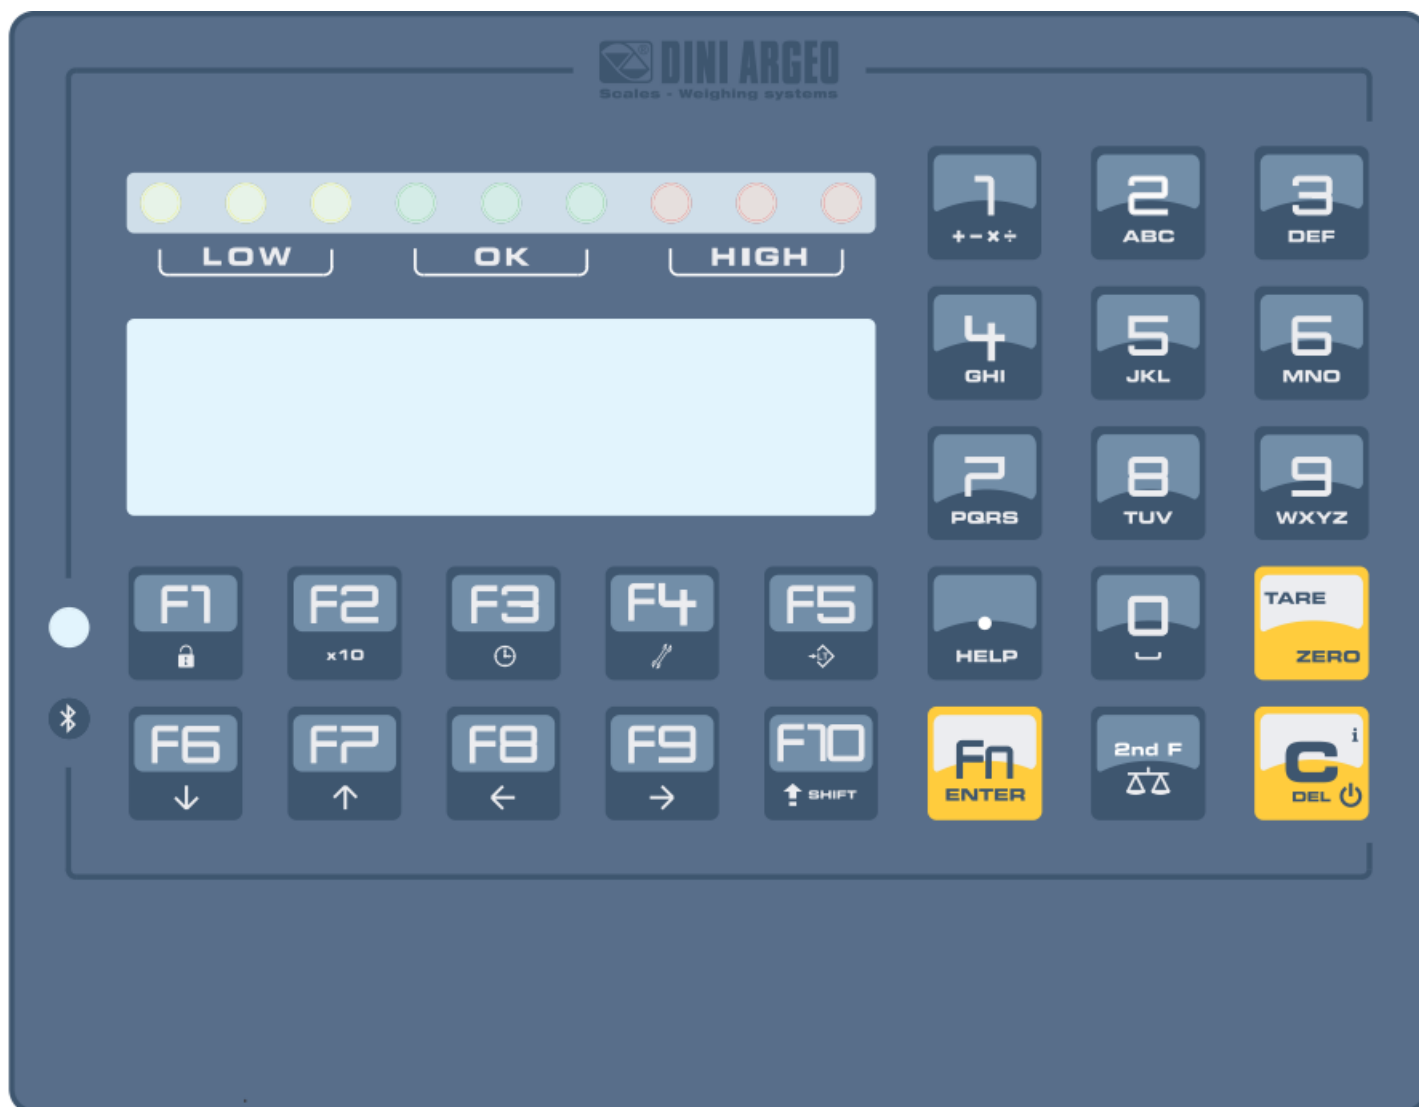 DINI ARGEO
Scales - Weighing systems
LOW OK HIGH
1 2 3
+-×÷ ABC DEF
4 5 6
GHI JKL MNO
7 8 9
PQRS TUV WXYZ
F1 F2 F3 F4 F5 . 0 TARE
x10 LT HELP ZERO
F6 F7 F8 F9 F10 Fn 2nd F C i
SHIFT ENTER DEL